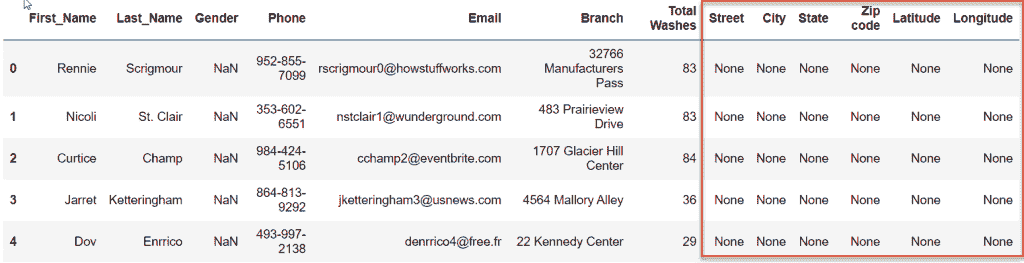 First_Name Last_Name Gender Phone Email Branch Total Washes Street City State Zip code Latitude Longitude
0 Rennie Scrigmour NaN 952-855-7099 rscrigmour0@howstuffworks.com 32766 Manufacturers Pass 83 None None None None None None
1 Nicoli St. Clair NaN 353-602-6551 nstclair1@wunderground.com 483 Prairieview Drive 83 None None None None None None
2 Curtice Champ NaN 984-424-5106 cchamp2@eventbrite.com 1707 Glacier Hill Center 84 None None None None None None
3 Jarret Ketteringham NaN 864-813-9292 jketteringham3@usnews.com 4564 Mallory Alley 36 None None None None None None
4 Dov Enrrico NaN 493-997-2138 denrrico4@free.fr 22 Kennedy Center 29 None None None None None None